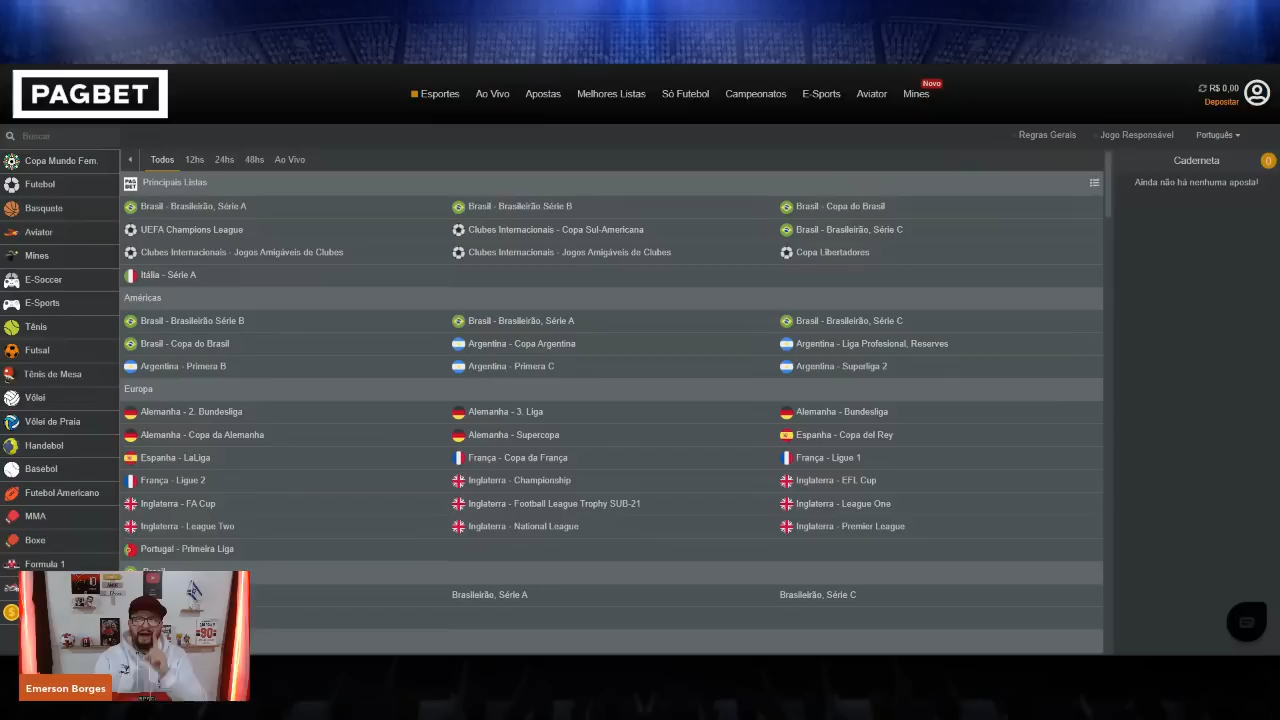 PAGBET
Esportes Ao Vivo Apostas Melhores Listas Só Futebol Campeonatos E-Sports Aviator Mines Novo
R$ 0,00
Depositar
Buscar
Regras Gerais Jogo Responsável Português
Copa Mundo Fem.
Futebol
Basquete
Aviator
Mines
E-Soccer
E-Sports
Tênis
Futsal
Tênis de Mesa
Vôlei
Vôlei de Praia
Handebol
Basebol
Futebol Americano
MMA
Boxe
Formula 1
Todos 12hs 24hs 48hs Ao Vivo
PAG BET Principais Listas
Brasil - Brasileirão, Série A Brasil - Brasileirão Série B Brasil - Copa do Brasil
UEFA Champions League Clubes Internacionais - Copa Sul-Americana Brasil - Brasileirão, Série C
Clubes Internacionais - Jogos Amigáveis de Clubes Clubes Internacionais - Jogos Amigáveis de Clubes Copa Libertadores
Itália - Série A
Américas
Brasil - Brasileirão Série B Brasil - Brasileirão, Série A Brasil - Brasileirão, Série C
Brasil - Copa do Brasil Argentina - Copa Argentina Argentina - Liga Profesional, Reserves
Argentina - Primera B Argentina - Primera C Argentina - Superliga 2
Europa
Alemanha - 2. Bundesliga Alemanha - 3. Liga Alemanha - Bundesliga
Alemanha - Copa da Alemanha Alemanha - Supercopa Espanha - Copa del Rey
Espanha - LaLiga França - Copa da França França - Ligue 1
França - Ligue 2 Inglaterra - Championship Inglaterra - EFL Cup
Inglaterra - FA Cup Inglaterra - Football League Trophy SUB-21 Inglaterra - League One
Inglaterra - League Two Inglaterra - National League Inglaterra - Premier League
Portugal - Primeira Liga
Brasileirão, Série A Brasileirão, Série C
Caderneta 0
Ainda não há nenhuma aposta!
90
Emerson Borges